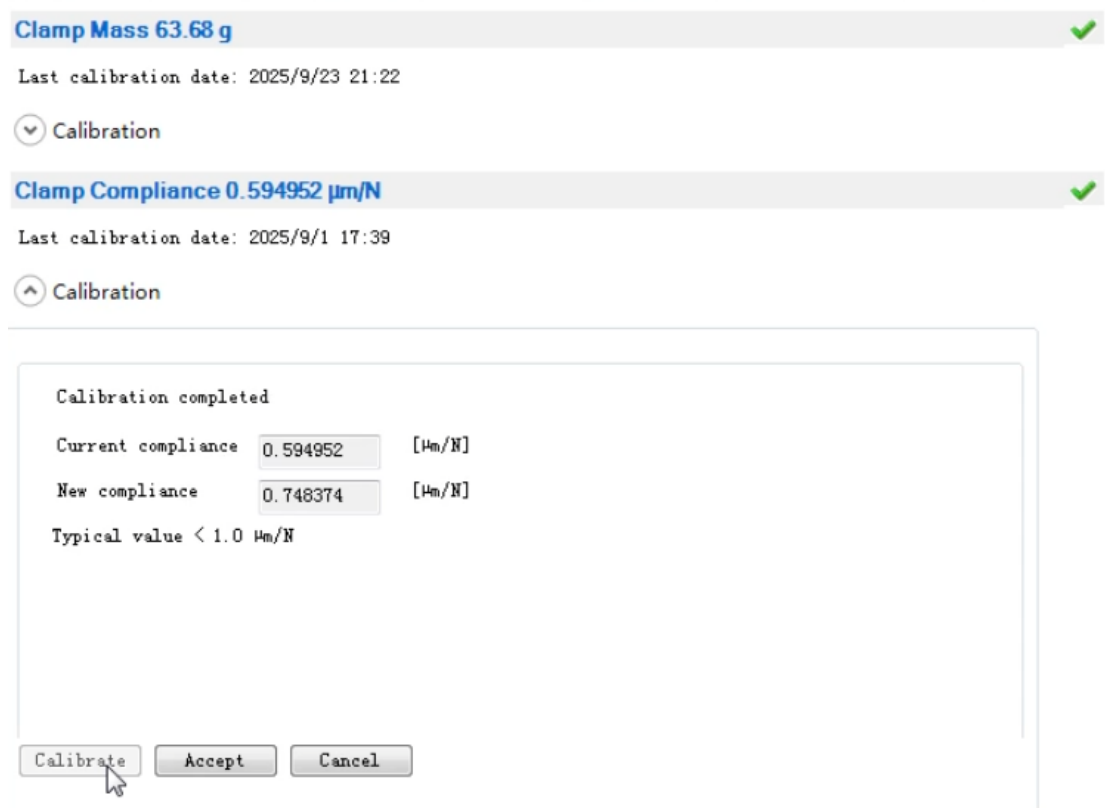 Clamp Mass 63.68 g
Last calibration date: 2025/9/23 21:22
Calibration
Clamp Compliance 0.594952 µm/N
Last calibration date: 2025/9/1 17:39
Calibration
Calibration completed
Current compliance 0.594952 [µm/N]
New compliance 0.748374 [µm/N]
Typical value < 1.0 µm/N
Calibrate Accept Cancel